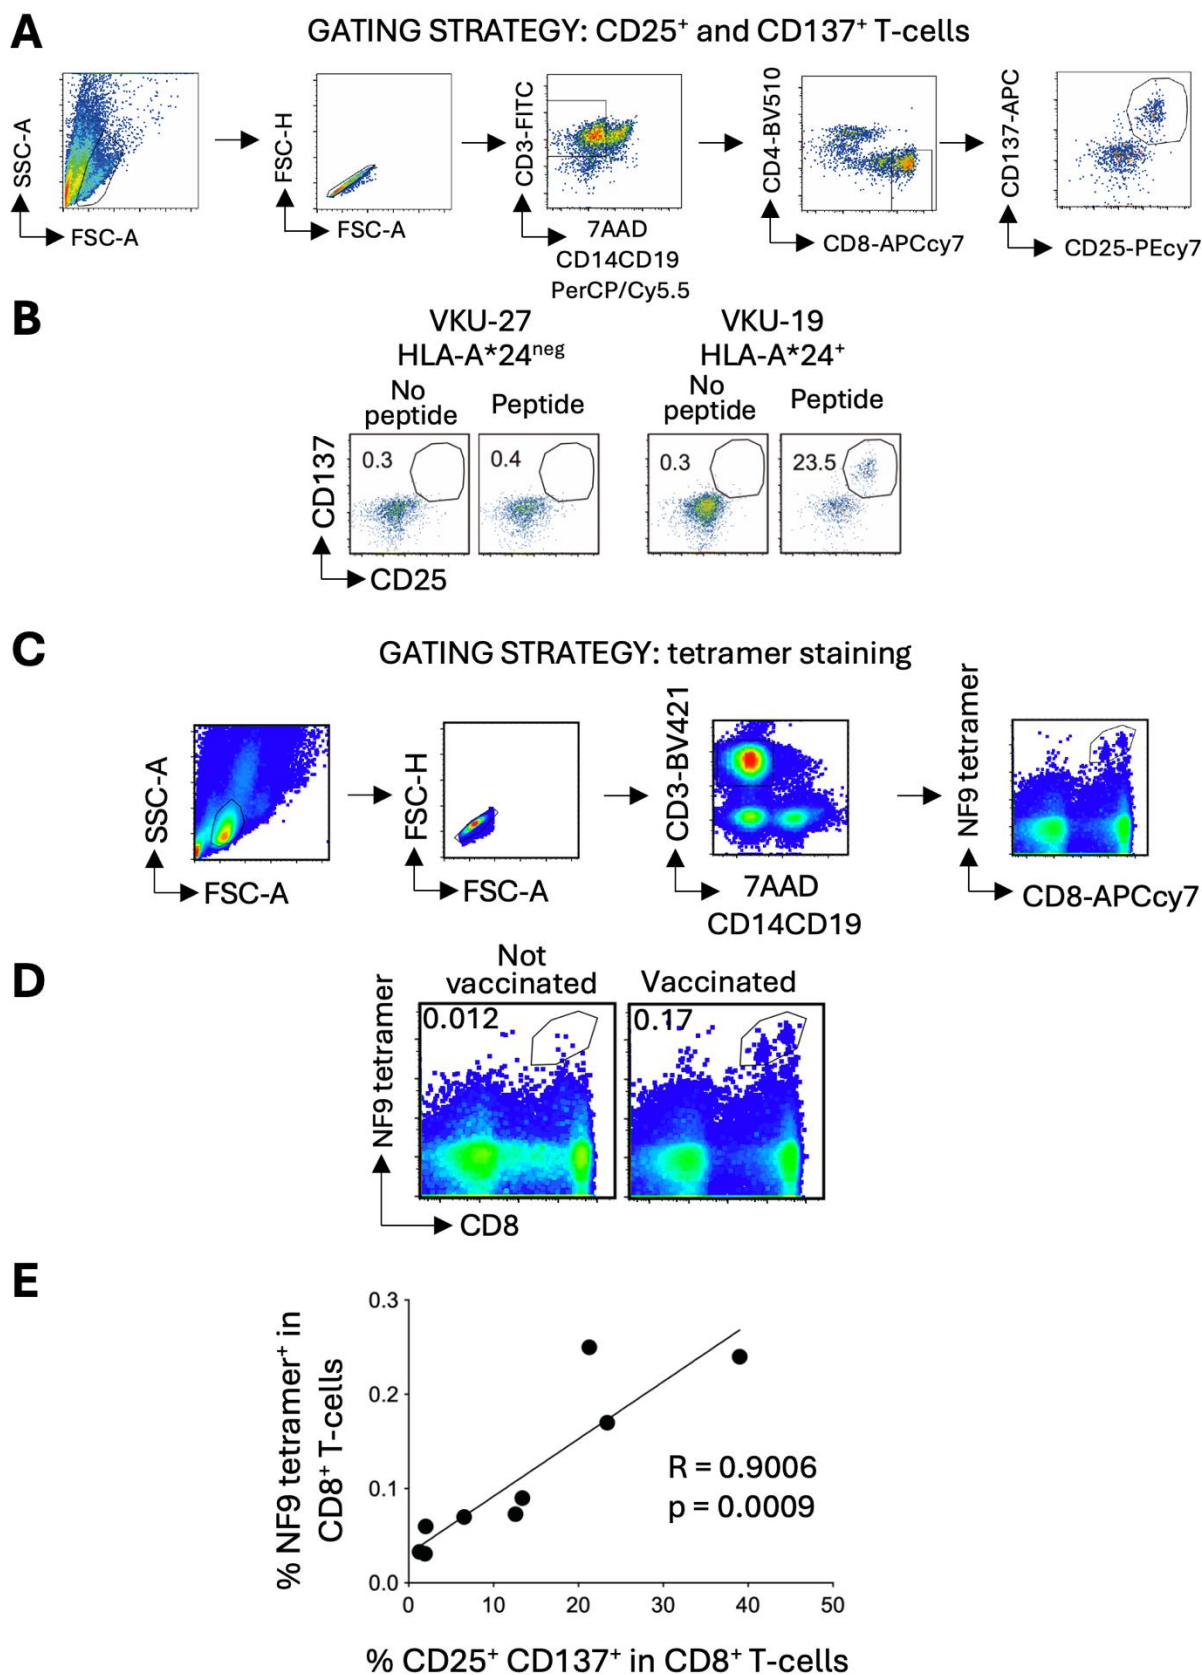 A
GATING STRATEGY: CD25⁺ and CD137⁺ T-cells
SSC-A
FSC-A
FSC-H
FSC-A
CD3-FITC
7AAD
CD14CD19
PerCP/Cy5.5
CD4-BV510
CD8-APCcy7
CD137-APC
CD25-PEcy7
B
VKU-27
HLA-A*24ⁿᵉᵍ
VKU-19
HLA-A*24⁺
No
peptide
Peptide
No
peptide
Peptide
CD137
0.3
0.4
0.3
23.5
CD25
C
GATING STRATEGY: tetramer staining
SSC-A
FSC-A
FSC-H
FSC-A
CD3-BV421
7AAD
CD14CD19
NF9 tetramer
CD8-APCcy7
D
Not
vaccinated
Vaccinated
NF9 tetramer
0.012
0.17
CD8
E
% NF9 tetramer⁺ in
CD8⁺ T-cells
0.3
0.2
0.1
0.0
R = 0.9006
p = 0.0009
0 10 20 30 40 50
% CD25⁺ CD137⁺ in CD8⁺ T-cells